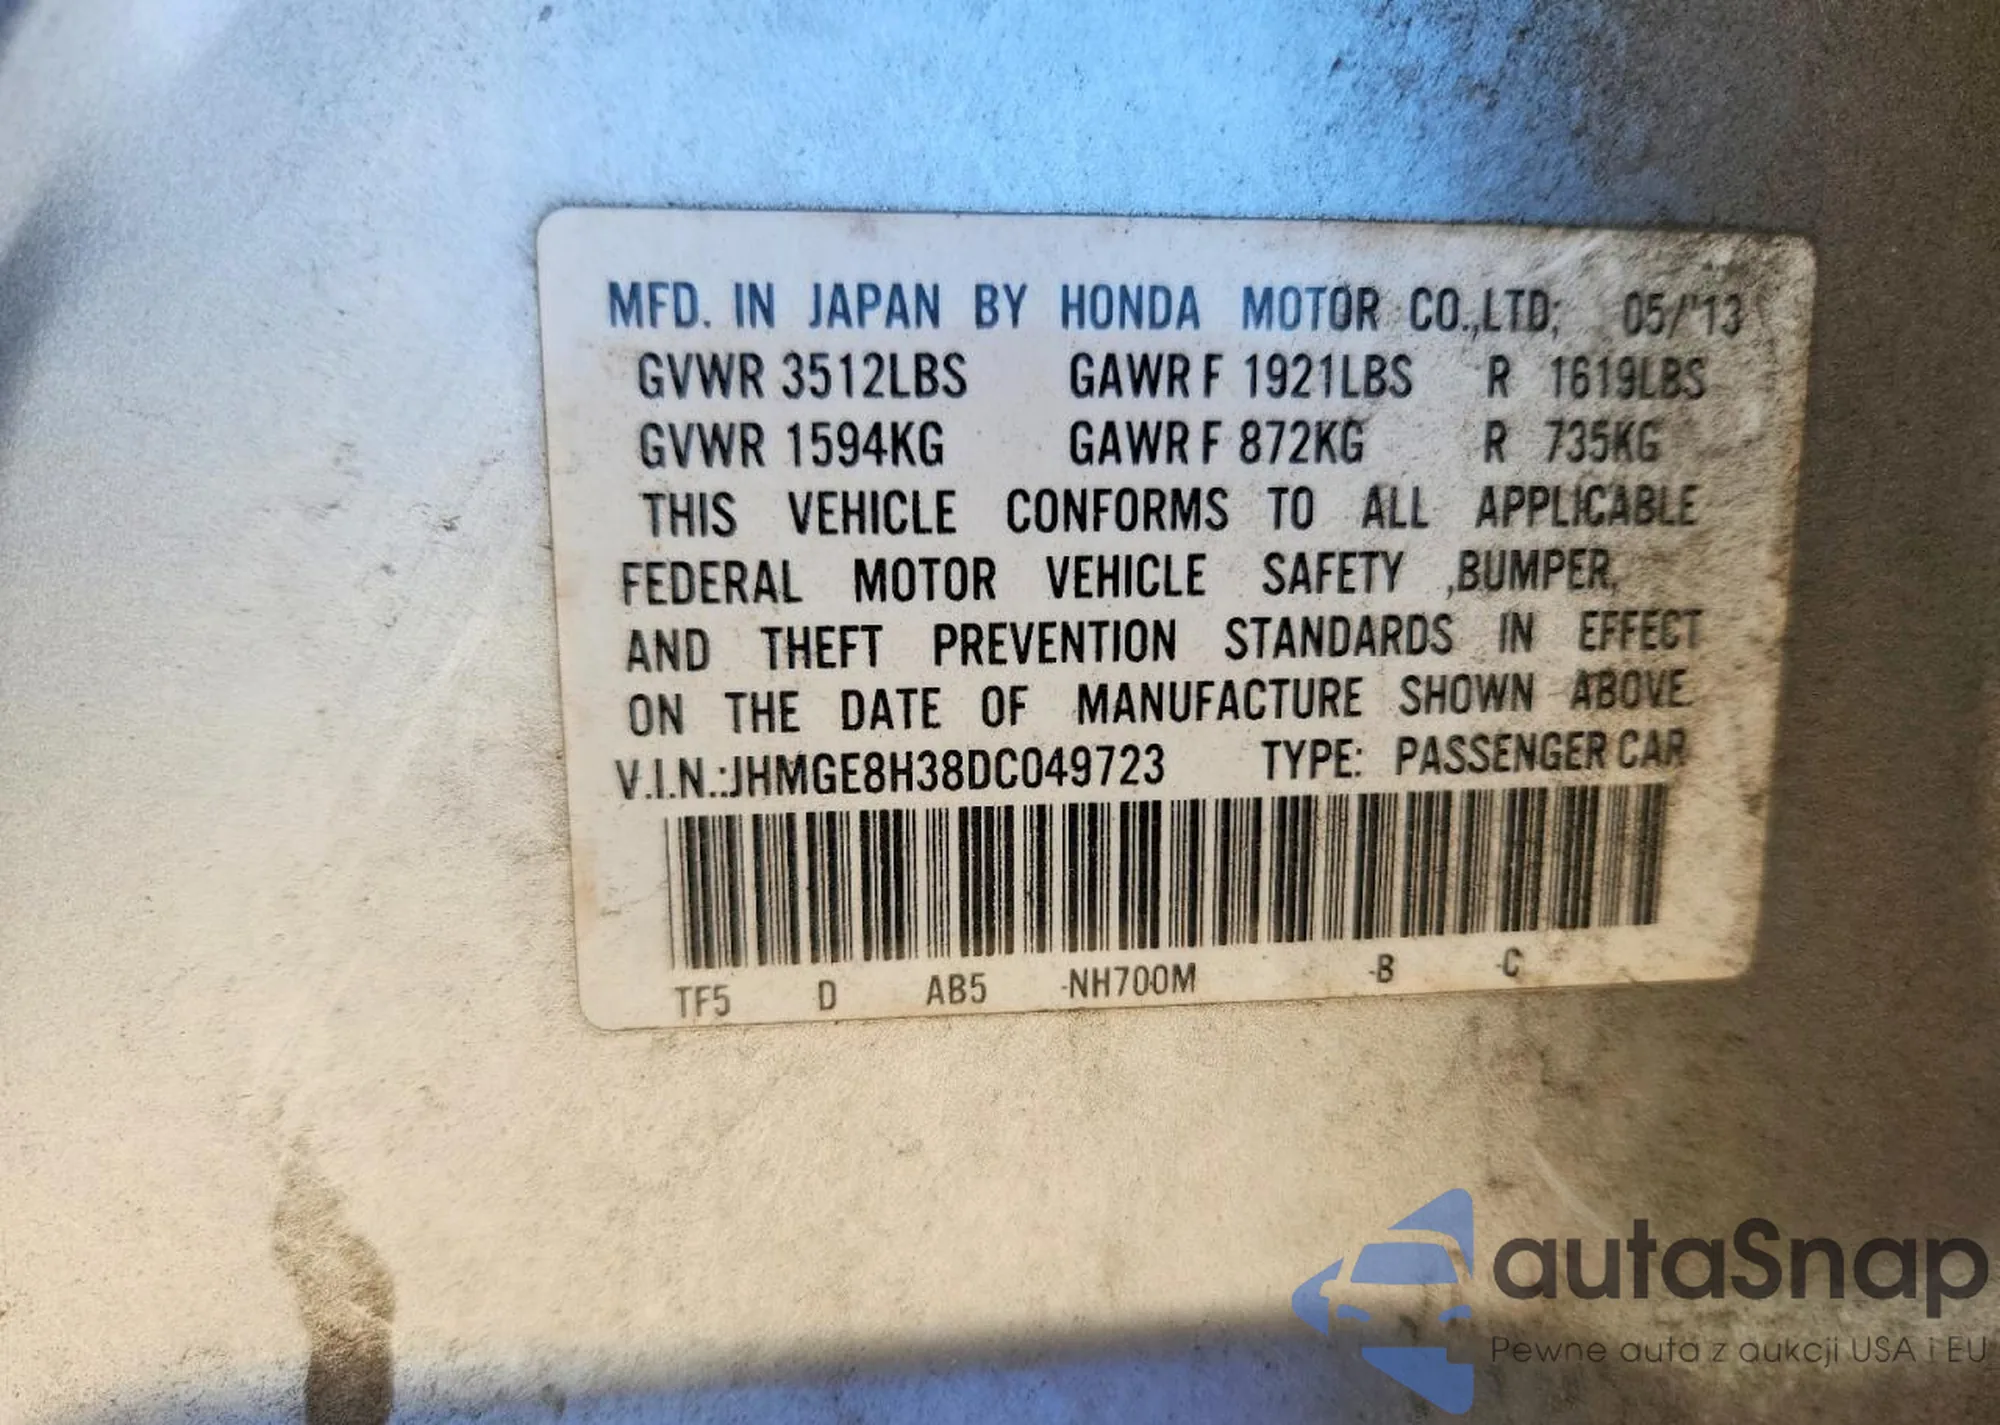 MFD. IN JAPAN BY HONDA MOTOR CO.,LTD; 05/'13
GVWR 3512LBS GAWR F 1921LBS R 1619LBS
GVWR 1594KG GAWR F 872KG R 735KG
THIS VEHICLE CONFORMS TO ALL APPLICABLE
FEDERAL MOTOR VEHICLE SAFETY ,BUMPER,
AND THEFT PREVENTION STANDARDS IN EFFECT
ON THE DATE OF MANUFACTURE SHOWN ABOVE.
V.I.N.:JHMGE8H38DC049723 TYPE: PASSENGER CAR
TF5 D AB5 -NH700M -B -C
autaSnap
Pewne auta z aukcji USA i EU